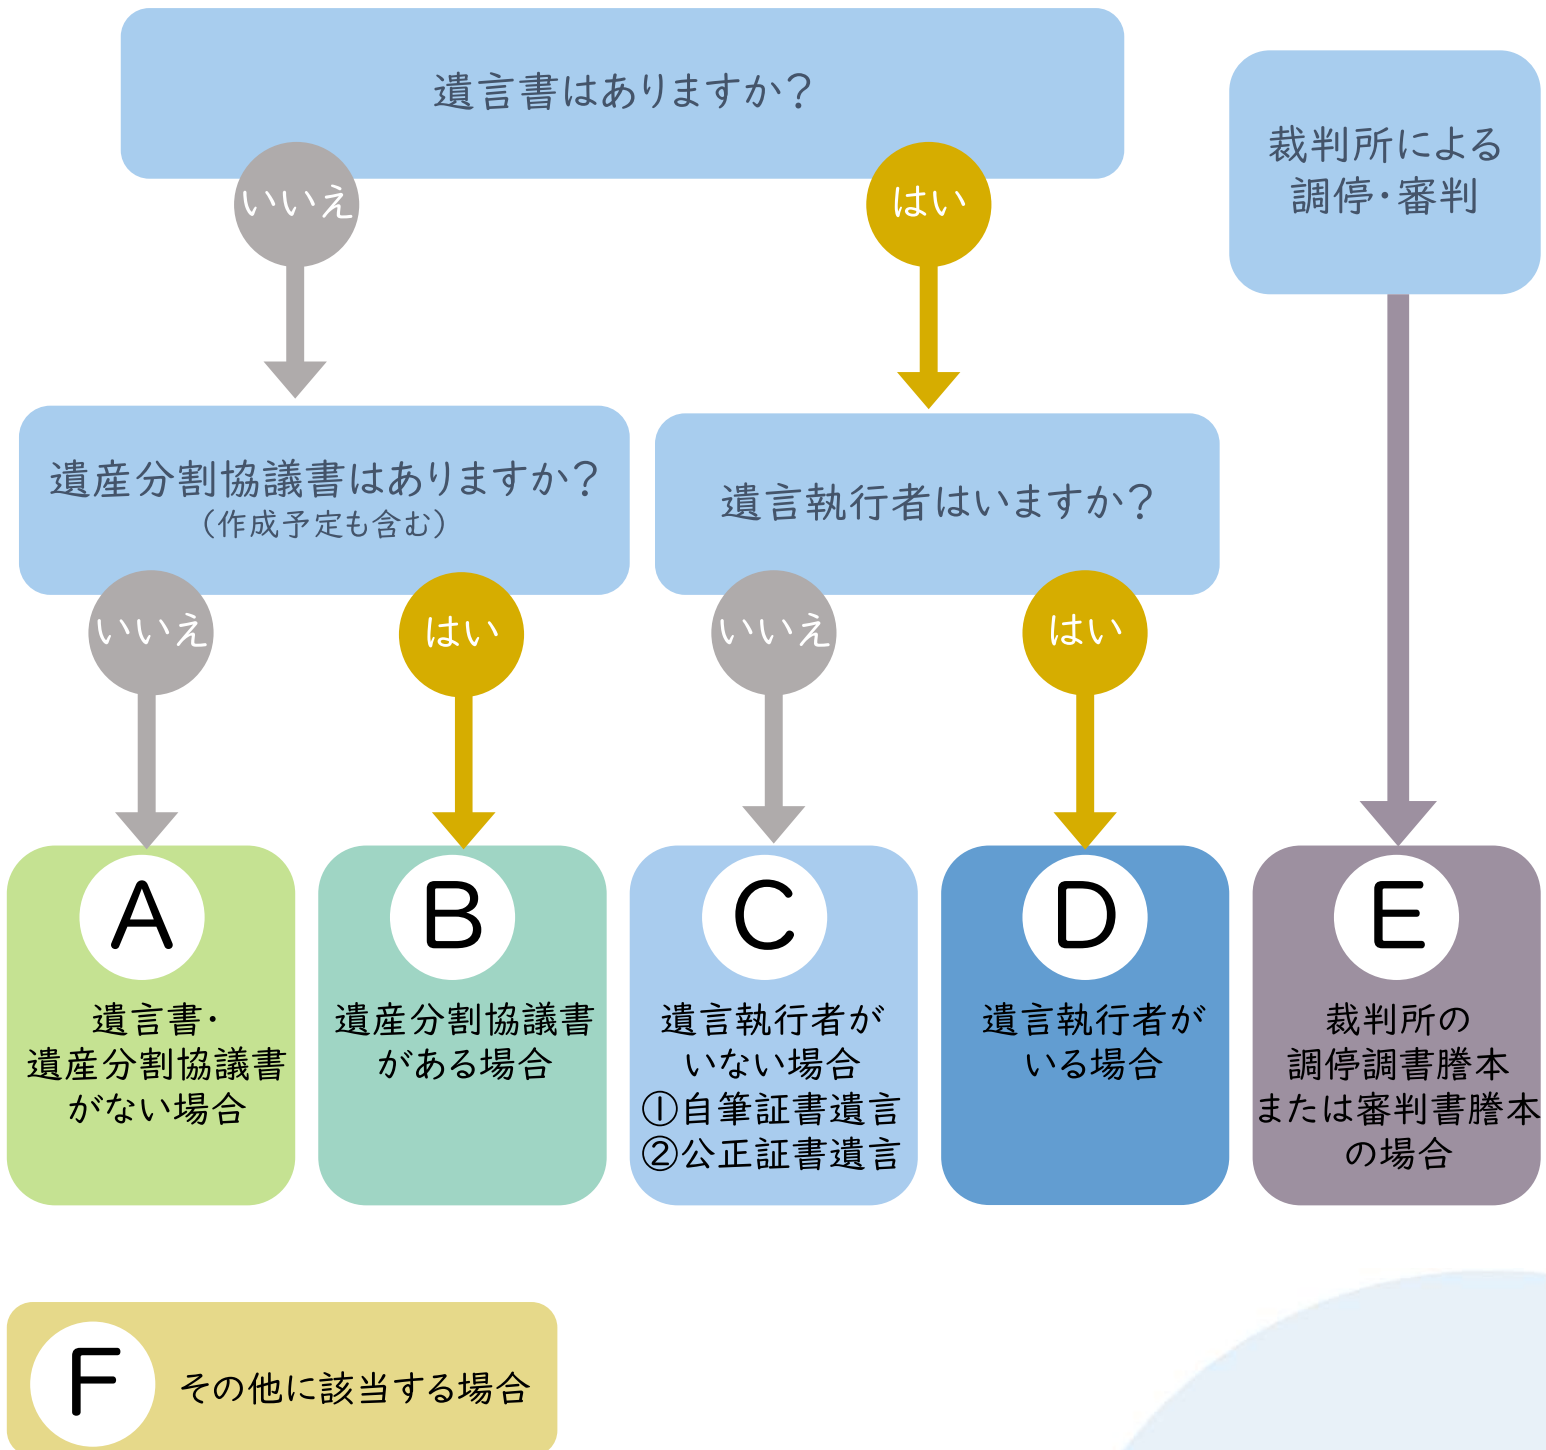 遺言書はありますか？
裁判所による
調停・審判
いいえ
はい
遺産分割協議書はありますか？
（作成予定も含む）
遺言執行者はいますか？
いいえ
はい
いいえ
はい
A
遺言書・
遺産分割協議書
がない場合
B
遺産分割協議書
がある場合
C
遺言執行者が
いない場合
①自筆証書遺言
②公正証書遺言
D
遺言執行者が
いる場合
E
裁判所の
調停調書謄本
または審判書謄本
の場合
F
その他に該当する場合